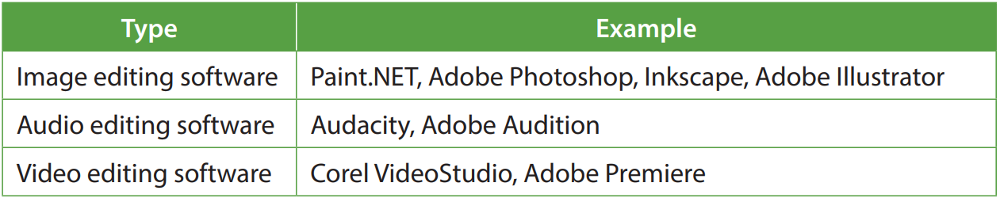 Type Example
Image editing software Paint.NET, Adobe Photoshop, Inkscape, Adobe Illustrator
Audio editing software Audacity, Adobe Audition
Video editing software Corel VideoStudio, Adobe Premiere